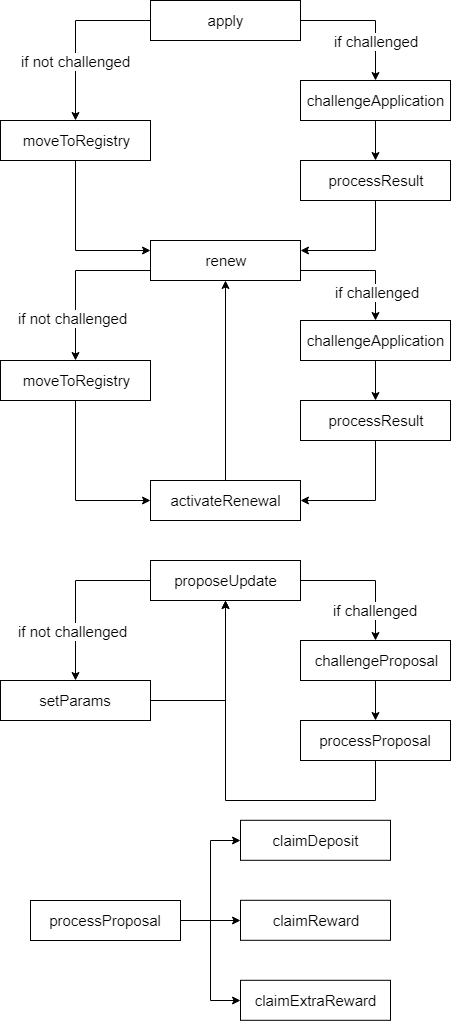 apply
if challenged
if not challenged
challengeApplication
moveToRegistry
processResult
renew
if challenged
if not challenged
challengeApplication
moveToRegistry
processResult
activateRenewal
proposeUpdate
if challenged
if not challenged
challengeProposal
setParams
processProposal
claimDeposit
processProposal
claimReward
claimExtraReward